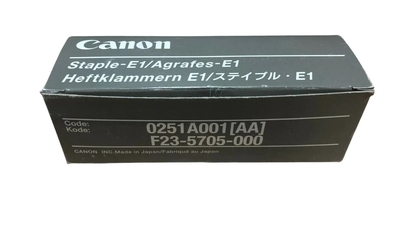 Canon
Staple-E1/Agrafes-E1
Heftklammern E1/ステイプル・E1
Code:
Kode:
0251A001[AA]
F23-5705-000
CANON INC. Made in Japan/Fabriqué au Japon